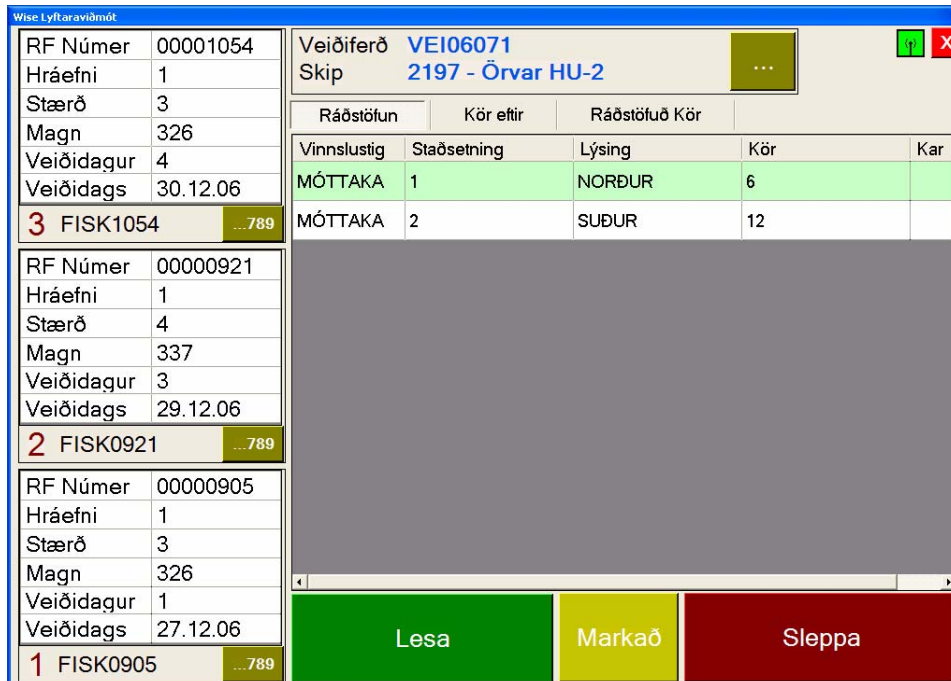 Wise Lyftaraviðmót
RF Númer 00001054
Hráefni 1
Stærð 3
Magn 326
Veiðidagur 4
Veiðidags 30.12.06
3 FISK1054 ...789
RF Númer 00000921
Hráefni 1
Stærð 4
Magn 337
Veiðidagur 3
Veiðidags 29.12.06
2 FISK0921 ...789
RF Númer 00000905
Hráefni 1
Stærð 3
Magn 326
Veiðidagur 1
Veiðidags 27.12.06
1 FISK0905 ...789
Veiðiferð VEI06071
Skip 2197 - Örvar HU-2
...
X
Ráðstöfun Kör eftir Ráðstöfuð Kör
Vinnslustig Staðsetning Lýsing Kör Kar
MÓTTAKA 1 NORÐUR 6
MÓTTAKA 2 SUÐUR 12
Lesa Markað Sleppa